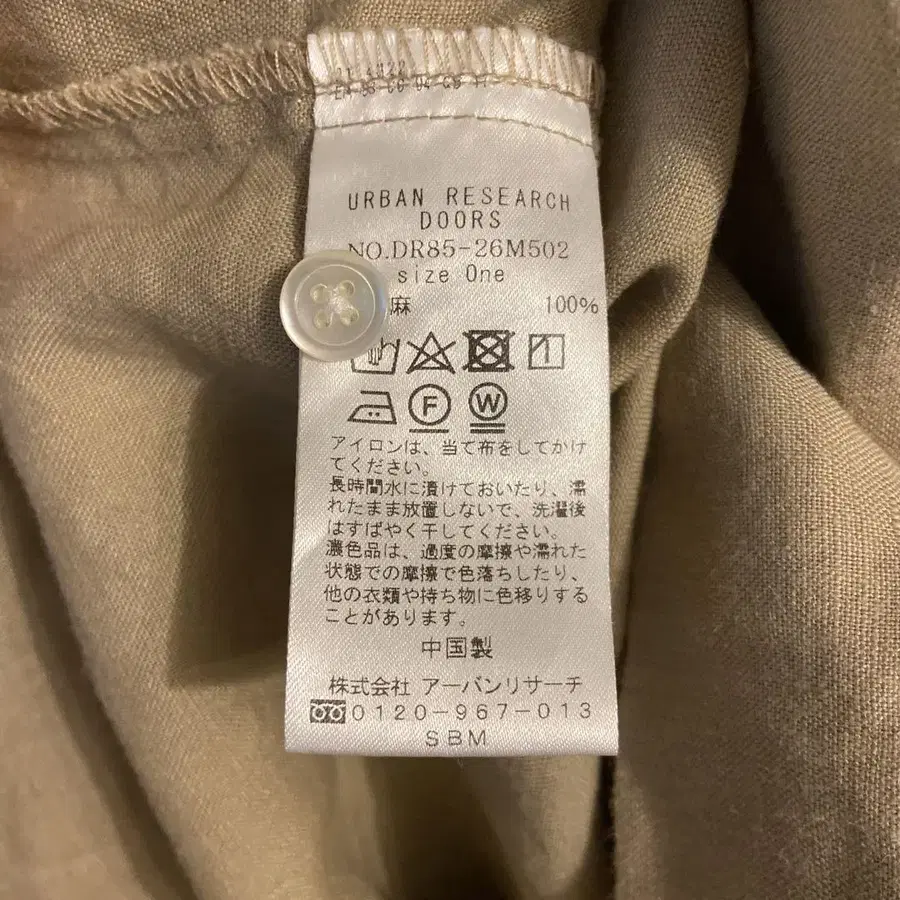 URBAN RESEARCH
DOORS
NO.DR85-26M502
size One
麻 100%
F W
アイロンは、当て布をしてかけ
てください。
長時間水に漬けておいたり、濡
れたまま放置しないで、洗濯後
はすばやく干してください。
濃色品は、過度の摩擦や濡れた
状態での摩擦で色落ちしたり、
他の衣類や持ち物に色移りする
ことがあります。
中国製
株式会社 アーバンリサーチ
0120-967-013
SBM